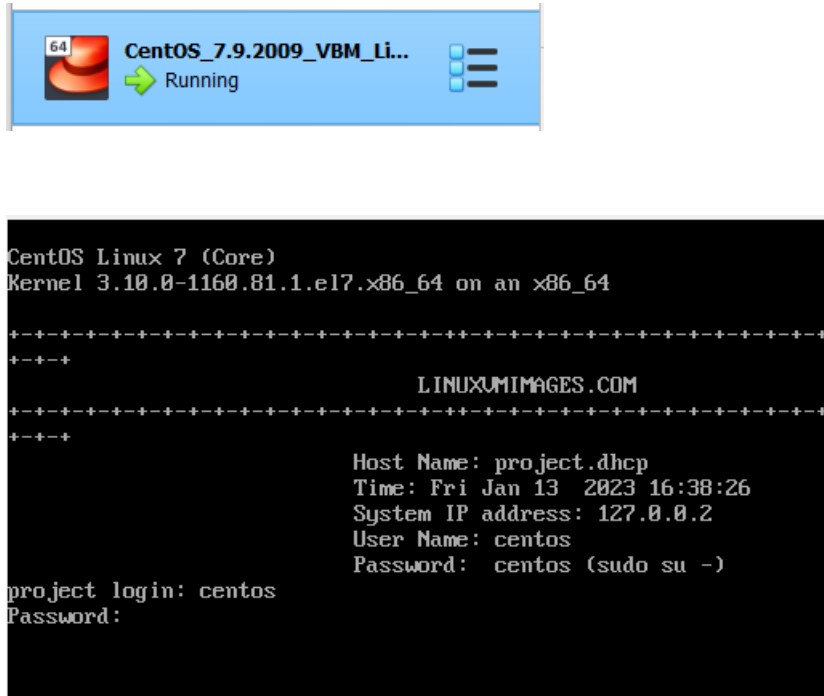 64
CentOS_7.9.2009_VBM_Li...
Running
CentOS Linux 7 (Core)
Kernel 3.10.0-1160.81.1.el7.x86_64 on an x86_64
+-+-+-+-+-+-+-+-+-+-+-+-+-+-+-+-+-++-+-+-+-+-+-+-+-+-+-+-+-+-+-+
+-+-+
LINUXVMIMAGES.COM
+-+-+-+-+-+-+-+-+-+-+-+-+-+-+-+-+-++-+-+-+-+-+-+-+-+-+-+-+-+-+-+
+-+-+
Host Name: project.dhcp
Time: Fri Jan 13  2023 16:38:26
System IP address: 127.0.0.2
User Name: centos
Password:  centos (sudo su -)
project login: centos
Password: